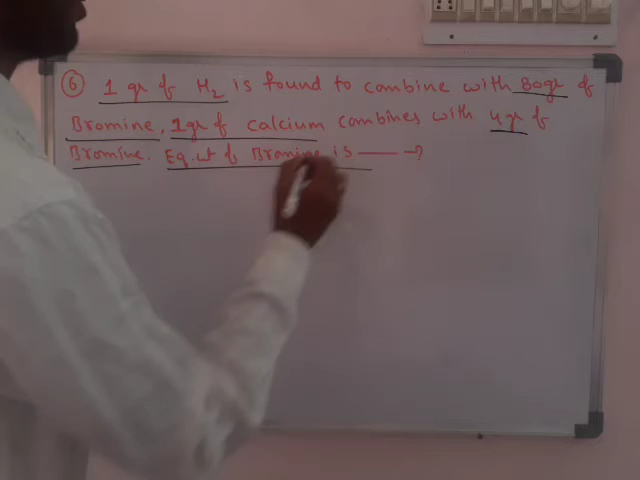 ⑥ 1 gr of H2 is found to combine with 80gr of
Bromine. 1gr of calcium combines with 4gr of
Bromine. Eq.wt of Bromine is —— →